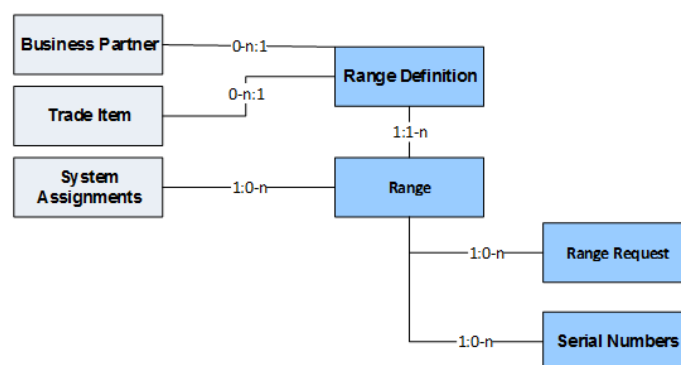 Business Partner
0-n:1
Range Definition
Trade Item
0-n:1
1:1-n
System
Assignments
1:0-n
Range
1:0-n
Range Request
1:0-n
Serial Numbers